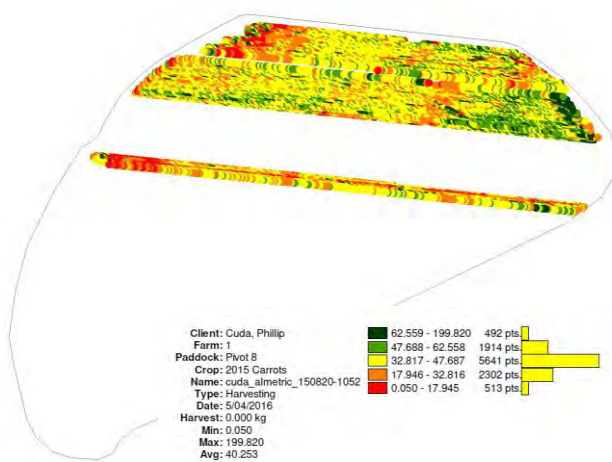 Client: Cuda, Phillip
Farm: 1
Paddock: Pivot 8
Crop: 2015 Carrots
Name: cuda_almetric_150820-1052
Type: Harvesting
Date: 5/04/2016
Harvest: 0.000 kg
Min: 0.050
Max: 199.820
Avg: 40.253
62.559 - 199.820 492 pts.
47.688 - 62.558 1914 pts.
32.817 - 47.687 5641 pts.
17.946 - 32.816 2302 pts.
0.050 - 17.945 513 pts.